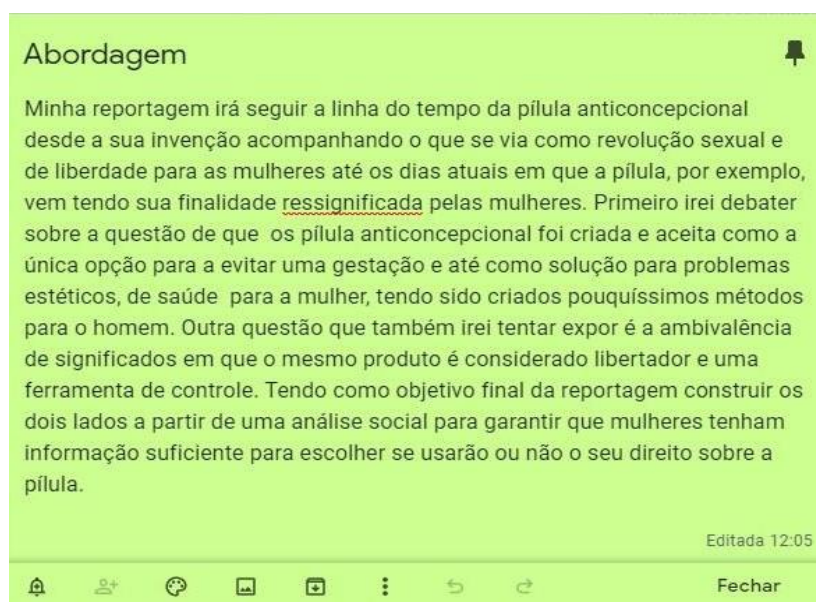 Abordagem
Minha reportagem irá seguir a linha do tempo da pílula anticoncepcional
desde a sua invenção acompanhando o que se via como revolução sexual e
de liberdade para as mulheres até os dias atuais em que a pílula, por exemplo,
vem tendo sua finalidade ressignificada pelas mulheres. Primeiro irei debater
sobre a questão de que  os pílula anticoncepcional foi criada e aceita como a
única opção para a evitar uma gestação e até como solução para problemas
estéticos, de saúde  para a mulher, tendo sido criados pouquíssimos métodos
para o homem. Outra questão que também irei tentar expor é a ambivalência
de significados em que o mesmo produto é considerado libertador e uma
ferramenta de controle. Tendo como objetivo final da reportagem construir os
dois lados a partir de uma análise social para garantir que mulheres tenham
informação suficiente para escolher se usarão ou não o seu direito sobre a
pílula.
Editada 12:05
Fechar